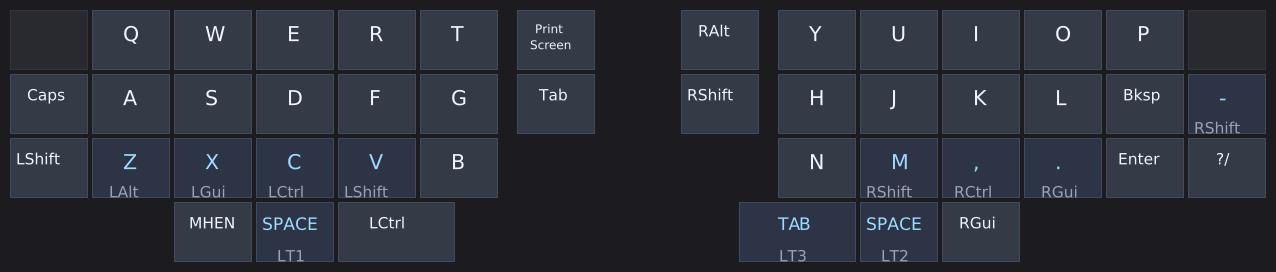 Q W E R T Print Screen RAlt Y U I O P
Caps A S D F G Tab RShift H J K L Bksp -
RShift
LShift Z X C V B N M , . Enter ?/
LAlt LGui LCtrl LShift RShift RCtrl RGui
MHEN SPACE LCtrl TAB SPACE RGui
LT1 LT3 LT2